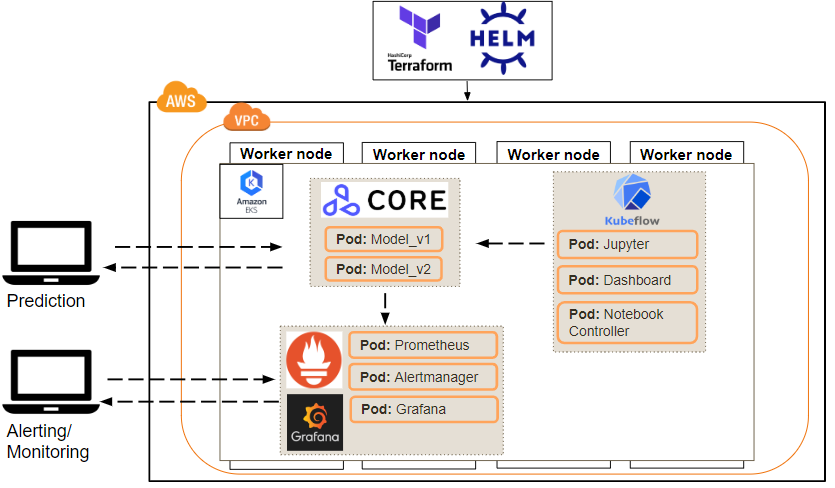 HashiCorp
Terraform
HELM
AWS
VPC
Worker node
Worker node
Worker node
Worker node
Amazon
EKS
CORE
Pod: Model_v1
Pod: Model_v2
Kubeflow
Pod: Jupyter
Pod: Dashboard
Pod: Notebook
Controller
Prediction
Pod: Prometheus
Pod: Alertmanager
Pod: Grafana
Grafana
Alerting/
Monitoring